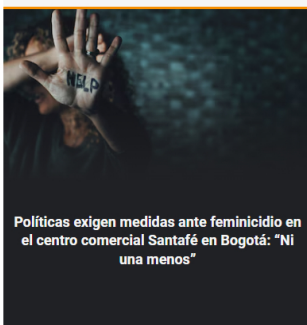 HELP
Políticas exigen medidas ante feminicidio en
el centro comercial Santafé en Bogotá: “Ni
una menos”